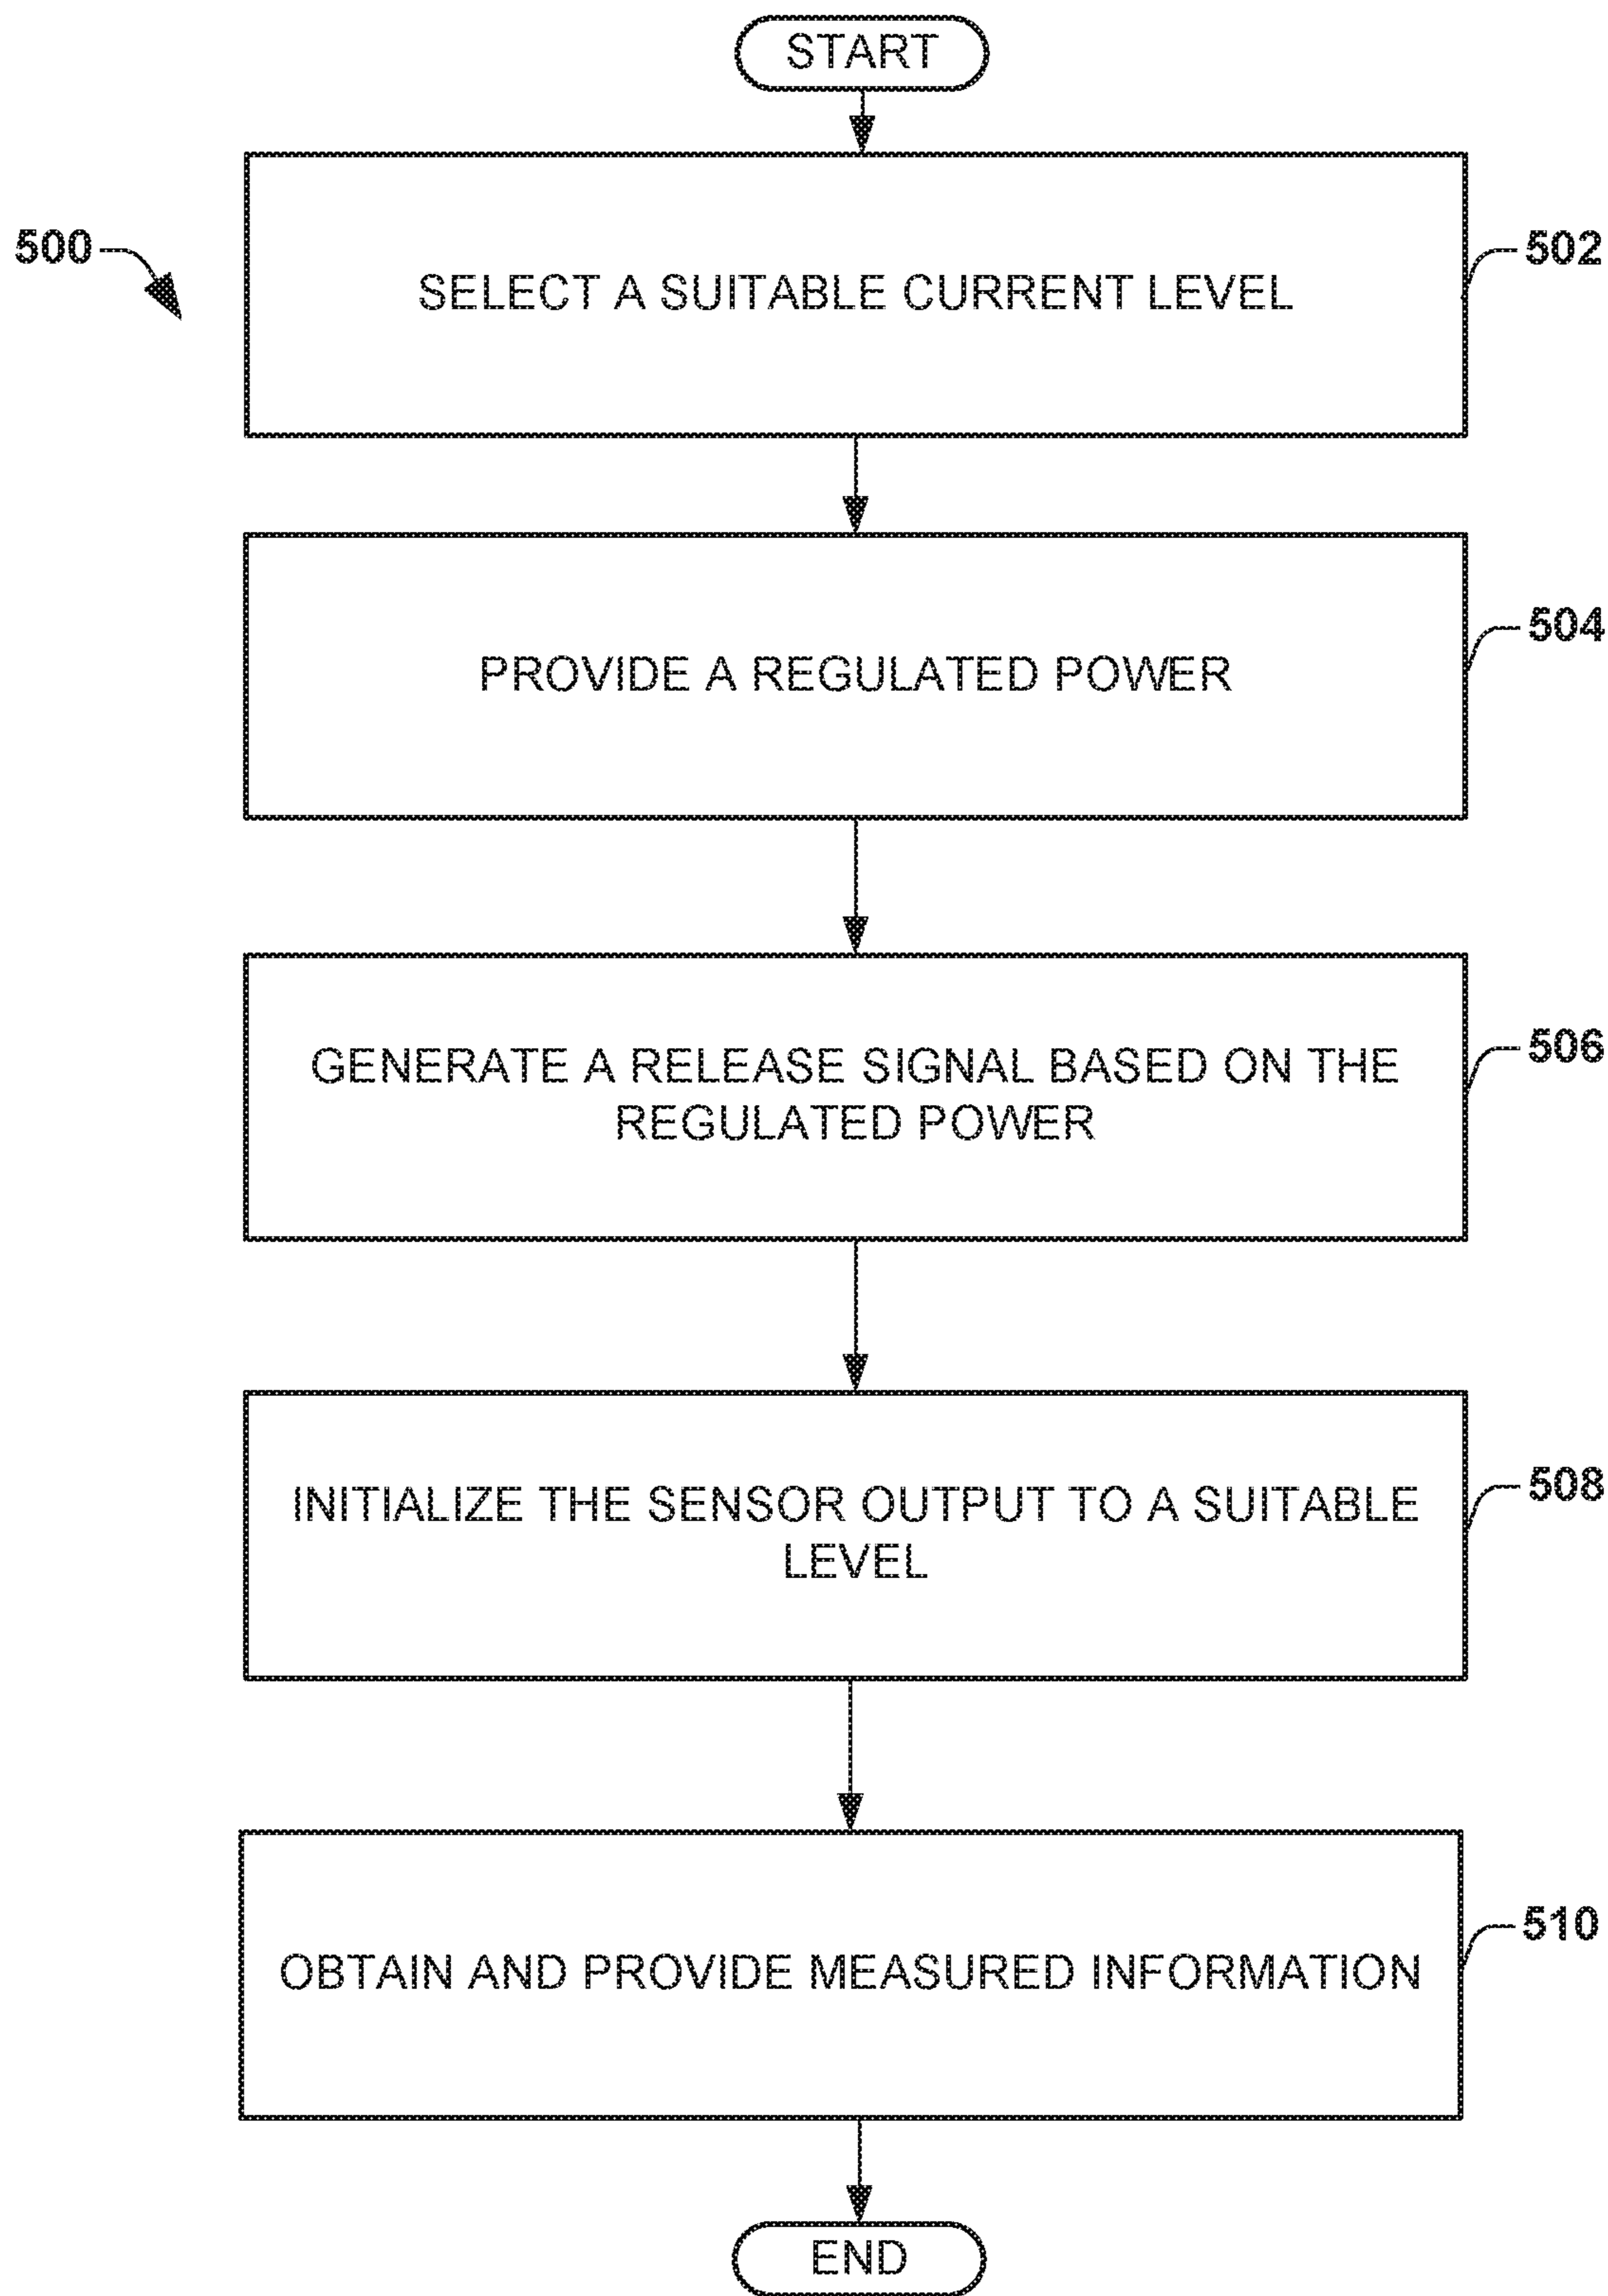 START
500
502
SELECT A SUITABLE CURRENT LEVEL
504
PROVIDE A REGULATED POWER
506
GENERATE A RELEASE SIGNAL BASED ON THE
REGULATED POWER
508
INITIALIZE THE SENSOR OUTPUT TO A SUITABLE
LEVEL
510
OBTAIN AND PROVIDE MEASURED INFORMATION
END